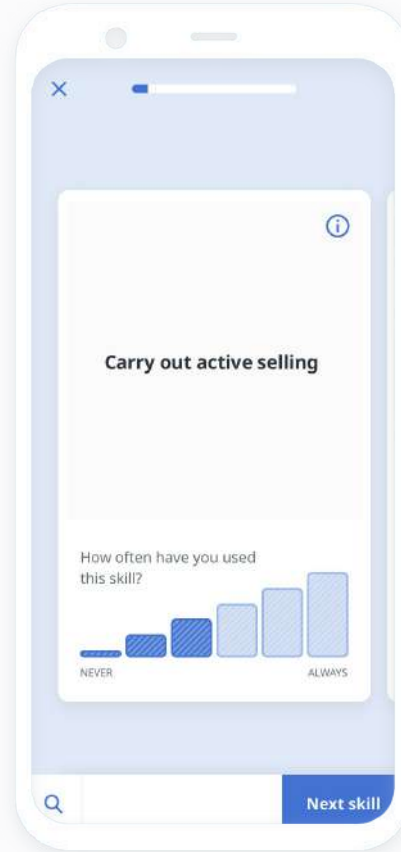 Carry out active selling
How often have you used
this skill?
NEVER ALWAYS
Next skill